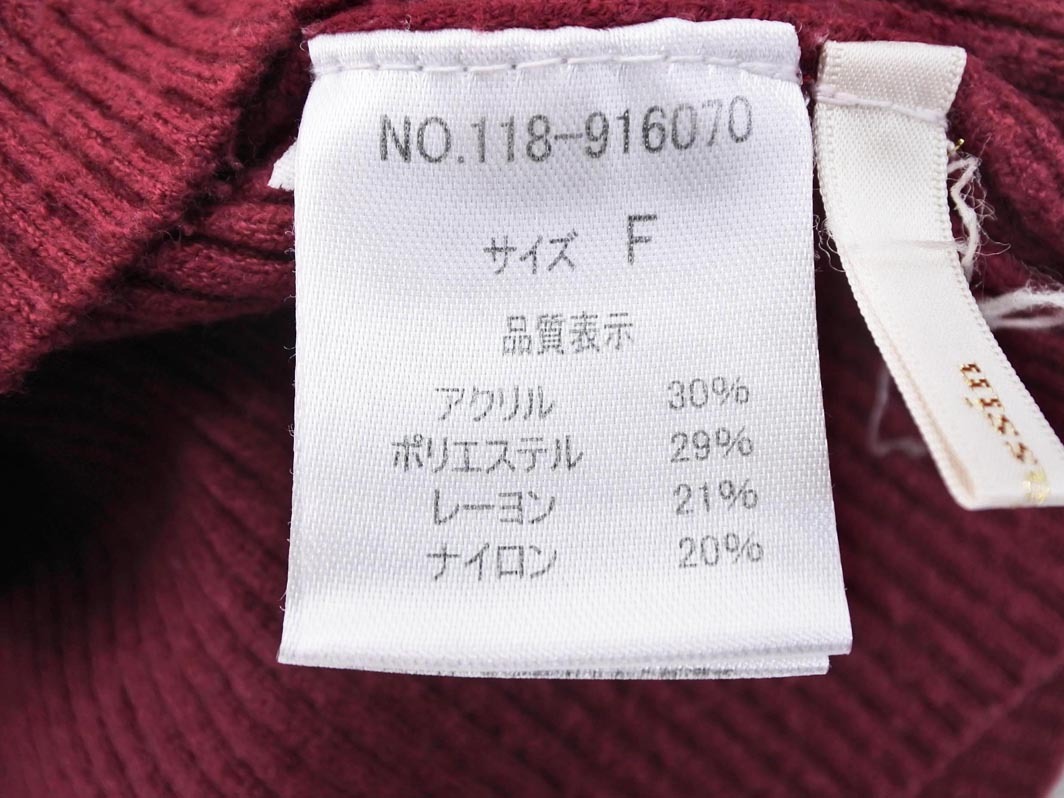 NO.118-916070
サイズ F
品質表示
アクリル 30%
ポリエステル 29%
レーヨン 21%
ナイロン 20%
miss